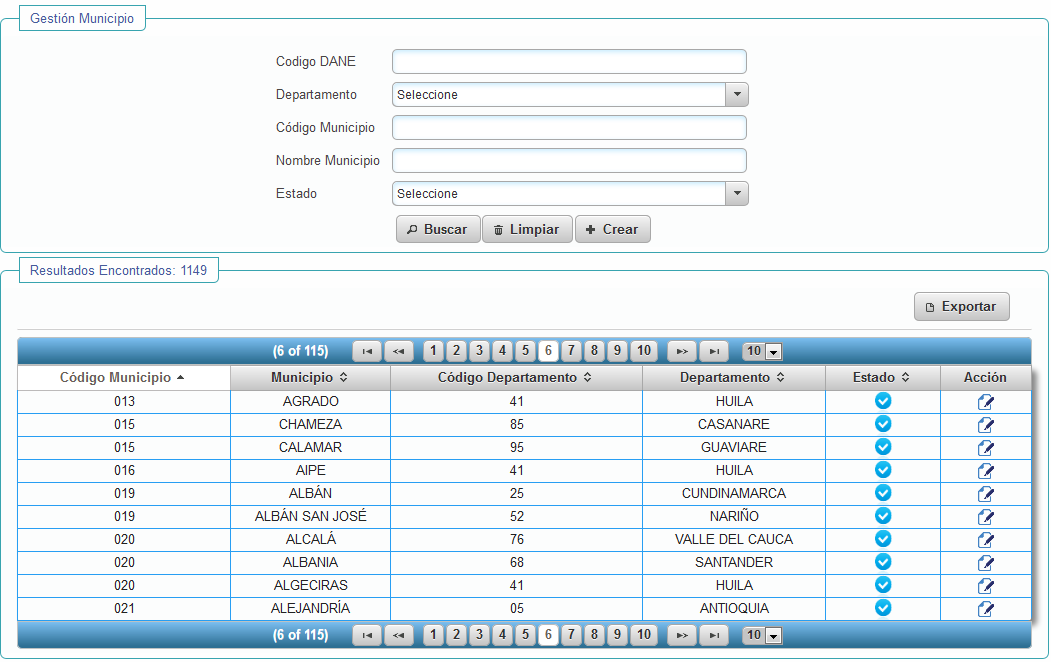 Gestión Municipio
Codigo DANE
Departamento Seleccione
Código Municipio
Nombre Municipio
Estado Seleccione
Buscar Limpiar Crear
Resultados Encontrados: 1149
Exportar
(6 of 115) 1 2 3 4 5 6 7 8 9 10 10
Código Municipio Municipio Código Departamento Departamento Estado Acción
013 AGRADO 41 HUILA
015 CHAMEZA 85 CASANARE
015 CALAMAR 95 GUAVIARE
016 AIPE 41 HUILA
019 ALBÁN 25 CUNDINAMARCA
019 ALBÁN SAN JOSÉ 52 NARIÑO
020 ALCALÁ 76 VALLE DEL CAUCA
020 ALBANIA 68 SANTANDER
020 ALGECIRAS 41 HUILA
021 ALEJANDRÍA 05 ANTIOQUIA
(6 of 115) 1 2 3 4 5 6 7 8 9 10 10